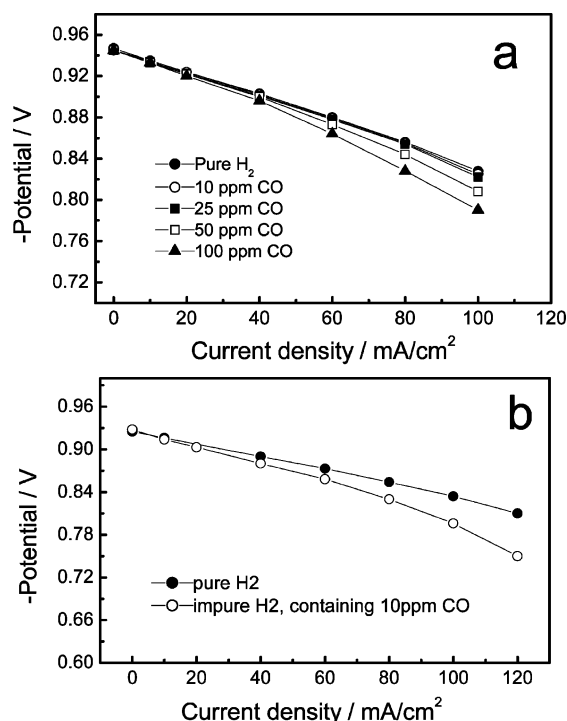 a
0.96
0.92
0.88
0.84
0.80
0.76
0.72
-Potential / V
Pure H₂
10 ppm CO
25 ppm CO
50 ppm CO
100 ppm CO
0 20 40 60 80 100 120
Current density / mA/cm²
b
0.96
0.90
0.84
0.78
0.72
0.66
0.60
-Potential / V
pure H2
impure H2, containing 10ppm CO
0 20 40 60 80 100 120
Current density / mA/cm²